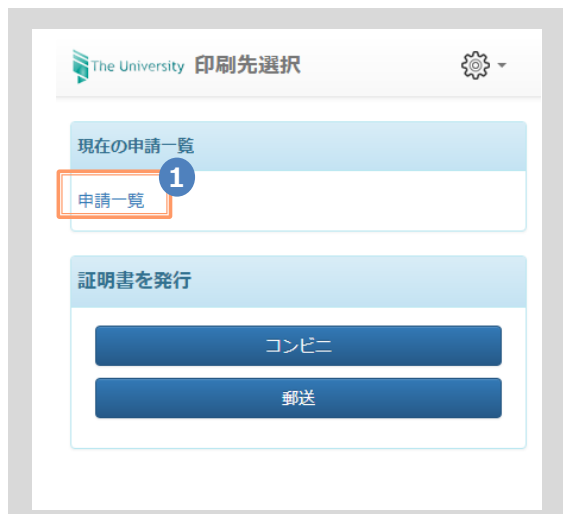 The University 印刷先選択
現在の申請一覧
1
申請一覧
証明書を発行
コンビニ
郵送